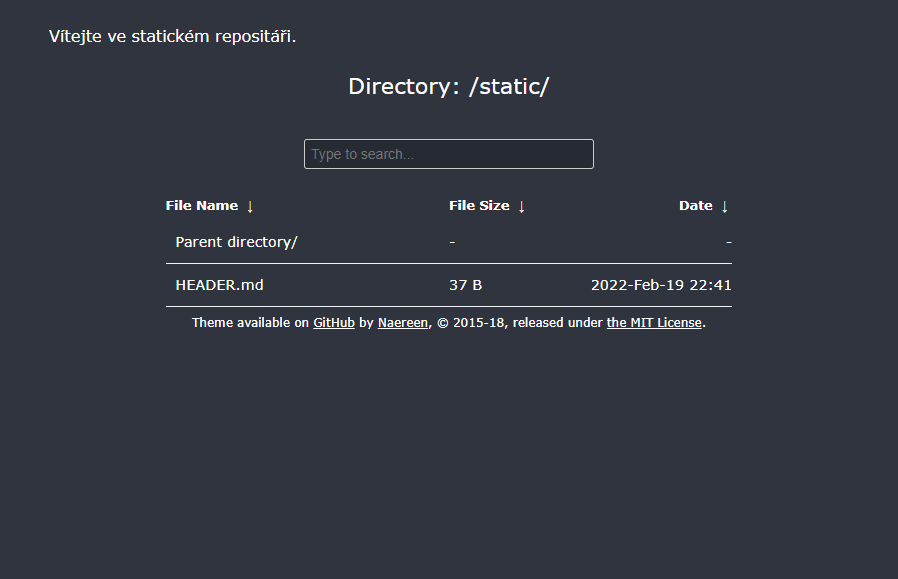 Vítejte ve statickém repositáři.
Directory: /static/
Type to search...
File Name ↓ File Size ↓ Date ↓
Parent directory/ - -
HEADER.md 37 B 2022-Feb-19 22:41
Theme available on GitHub by Naereen, © 2015-18, released under the MIT License.